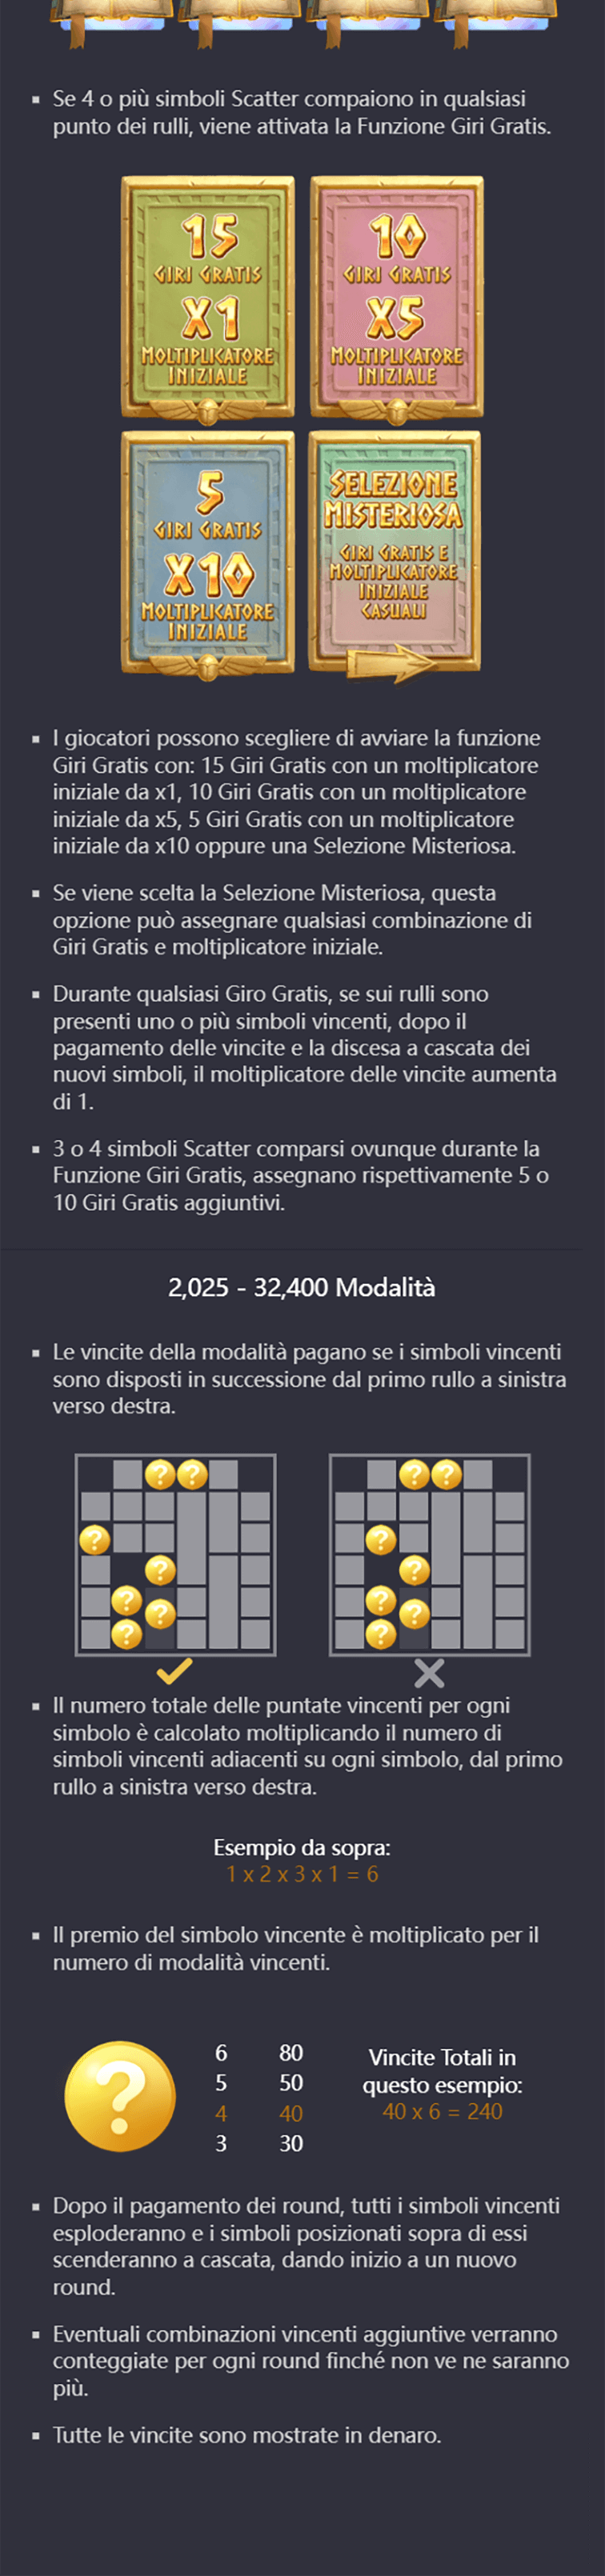 Se 4 o più simboli Scatter compaiono in qualsiasi
punto dei rulli, viene attivata la Funzione Giri Gratis.
15
GIRI GRATIS
X1
MOLTIPLICATORE
INIZIALE
10
GIRI GRATIS
X5
MOLTIPLICATORE
INIZIALE
5
GIRI GRATIS
X10
MOLTIPLICATORE
INIZIALE
SELEZIONE
MISTERIOSA
GIRI GRATIS E
MOLTIPLICATORE
INIZIALE
CASUALI
I giocatori possono scegliere di avviare la funzione
Giri Gratis con: 15 Giri Gratis con un moltiplicatore
iniziale da x1, 10 Giri Gratis con un moltiplicatore
iniziale da x5, 5 Giri Gratis con un moltiplicatore
iniziale da x10 oppure una Selezione Misteriosa.
Se viene scelta la Selezione Misteriosa, questa
opzione può assegnare qualsiasi combinazione di
Giri Gratis e moltiplicatore iniziale.
Durante qualsiasi Giro Gratis, se sui rulli sono
presenti uno o più simboli vincenti, dopo il
pagamento delle vincite e la discesa a cascata dei
nuovi simboli, il moltiplicatore delle vincite aumenta
di 1.
3 o 4 simboli Scatter comparsi ovunque durante la
Funzione Giri Gratis, assegnano rispettivamente 5 o
10 Giri Gratis aggiuntivi.
2,025 - 32,400 Modalità
Le vincite della modalità pagano se i simboli vincenti
sono disposti in successione dal primo rullo a sinistra
verso destra.
? ? ? ?
? ? ?
? ?
? ? ? ?
? ? ?
Il numero totale delle puntate vincenti per ogni
simbolo è calcolato moltiplicando il numero di
simboli vincenti adiacenti su ogni simbolo, dal primo
rullo a sinistra verso destra.
Esempio da sopra:
1 x 2 x 3 x 1 = 6
Il premio del simbolo vincente è moltiplicato per il
numero di modalità vincenti.
?
6 80
5 50
4 40
3 30
Vincite Totali in
questo esempio:
40 x 6 = 240
Dopo il pagamento dei round, tutti i simboli vincenti
esploderanno e i simboli posizionati sopra di essi
scenderanno a cascata, dando inizio a un nuovo
round.
Eventuali combinazioni vincenti aggiuntive verranno
conteggiate per ogni round finché non ve ne saranno
più.
Tutte le vincite sono mostrate in denaro.